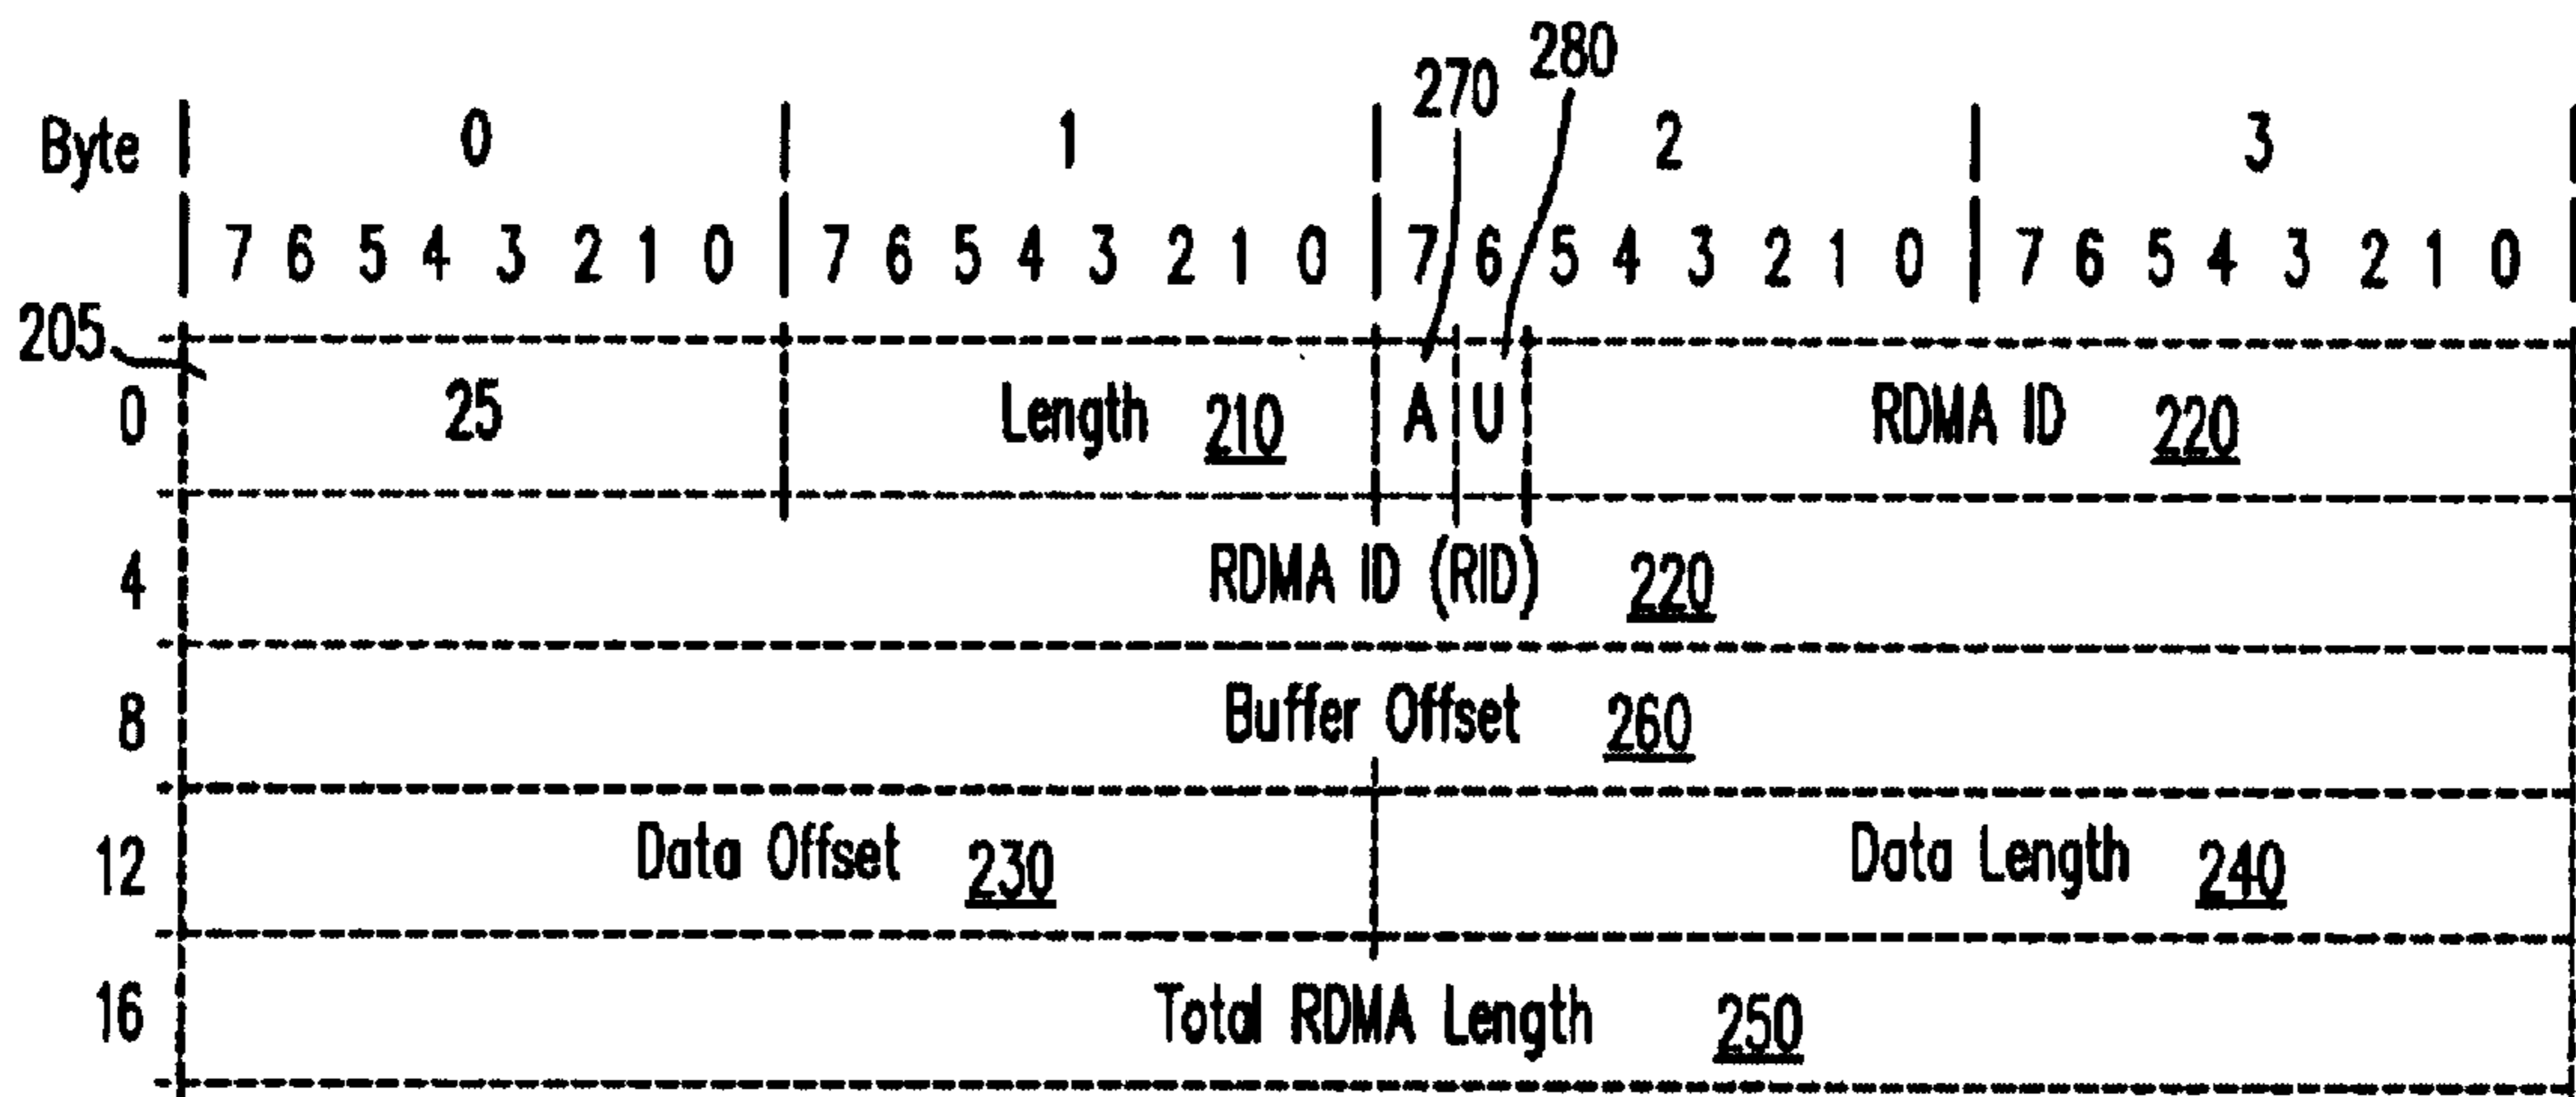 270 280
Byte 0 1 2 3
7 6 5 4 3 2 1 0 7 6 5 4 3 2 1 0 7 6 5 4 3 2 1 0 7 6 5 4 3 2 1 0
205
0 25 Length 210 A U RDMA ID 220
4 RDMA ID (RID) 220
8 Buffer Offset 260
12 Data Offset 230 Data Length 240
16 Total RDMA Length 250